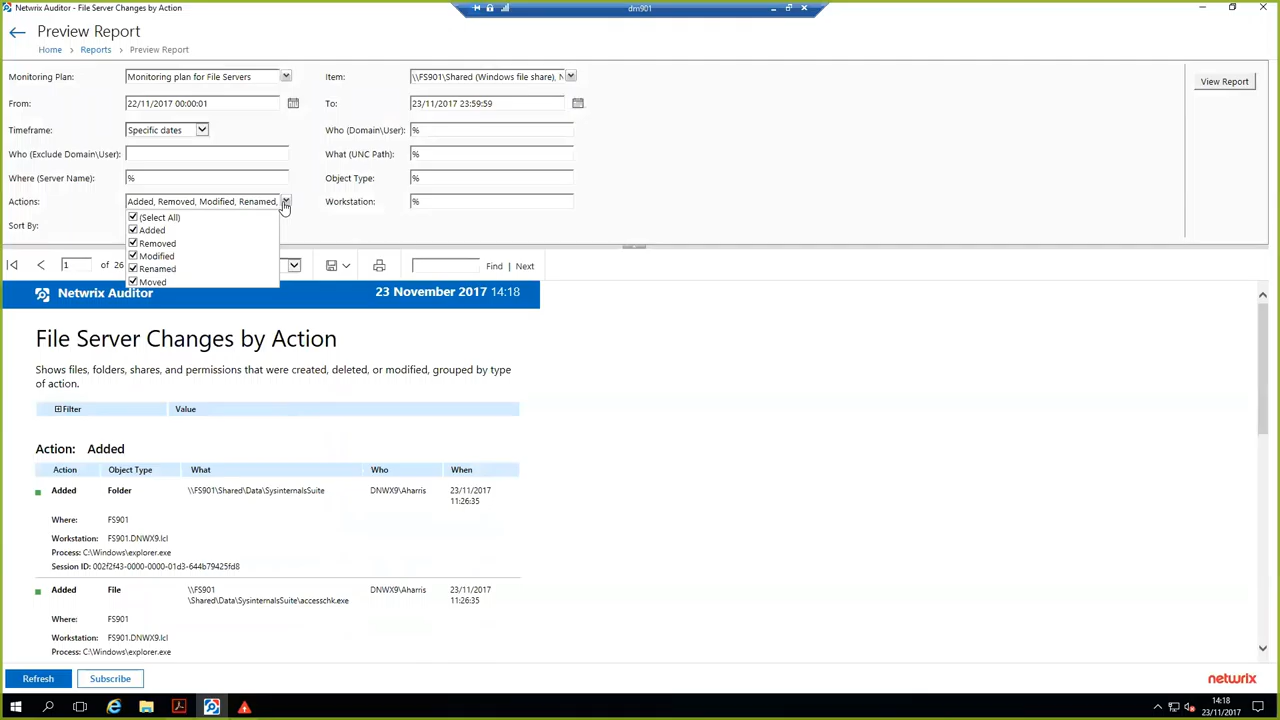 Netwrix Auditor - File Server Changes by Action
dm901
Preview Report
Home > Reports > Preview Report
Monitoring Plan: Monitoring plan for File Servers Item: \\FS901\Shared (Windows file share), N
View Report
From: 22/11/2017 00:00:01 To: 23/11/2017 23:59:59
Timeframe: Specific dates Who (Domain\User): %
Who (Exclude Domain\User): What (UNC Path): %
Where (Server Name): % Object Type: %
Actions: Added, Removed, Modified, Renamed, Workstation: %
(Select All)
Sort By:
Added
Removed
Modified
Renamed
Moved
1 of 26 Find | Next
Netwrix Auditor 23 November 2017 14:18
File Server Changes by Action
Shows files, folders, shares, and permissions that were created, deleted, or modified, grouped by type
of action.
Filter Value
Action: Added
Action Object Type What Who When
Added Folder \\FS901\Shared\Data\SysinternalsSuite DNWX9\Aharris 23/11/2017
11:26:35
Where: FS901
Workstation: FS901.DNWX9.lcl
Process: C:\Windows\explorer.exe
Session ID: 002f2f43-0000-0000-01d3-644b79425fd8
Added File \\FS901 DNWX9\Aharris 23/11/2017
\Shared\Data\SysinternalsSuite\accesschk.exe 11:26:35
Where: FS901
Workstation: FS901.DNWX9.lcl
Process: C:\Windows\explorer.exe
Refresh Subscribe
netwrix
14:18
23/11/2017